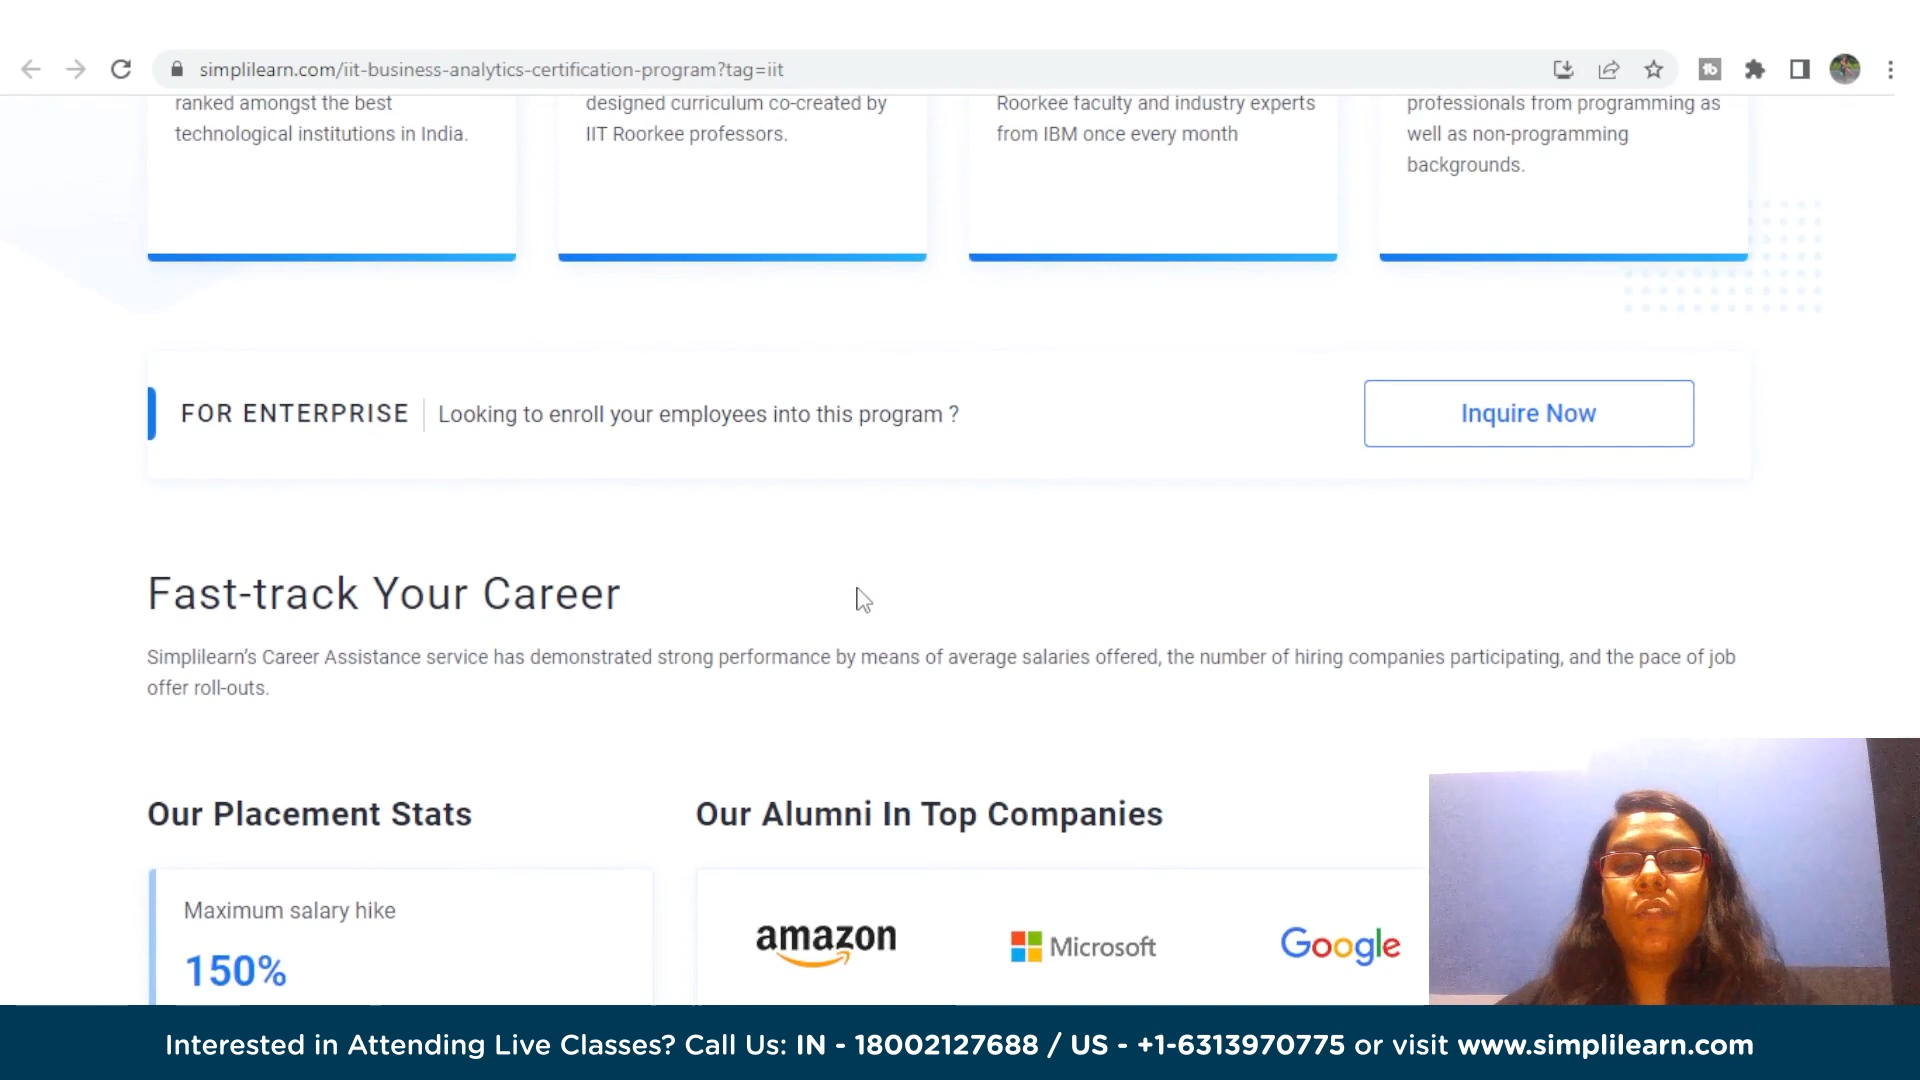 simplilearn.com/iit-business-analytics-certification-program?tag=iit
ranked amongst the best
technological institutions in India.
designed curriculum co-created by
IIT Roorkee professors.
Roorkee faculty and industry experts
from IBM once every month
professionals from programming as
well as non-programming
backgrounds.
FOR ENTERPRISE
Looking to enroll your employees into this program ?
Inquire Now
Fast-track Your Career
Simplilearn’s Career Assistance service has demonstrated strong performance by means of average salaries offered, the number of hiring companies participating, and the pace of job
offer roll-outs.
Our Placement Stats
Maximum salary hike
150%
Our Alumni In Top Companies
amazon
Microsoft
Google
Interested in Attending Live Classes? Call Us: IN - 18002127688 / US - +1-6313970775 or visit www.simplilearn.com